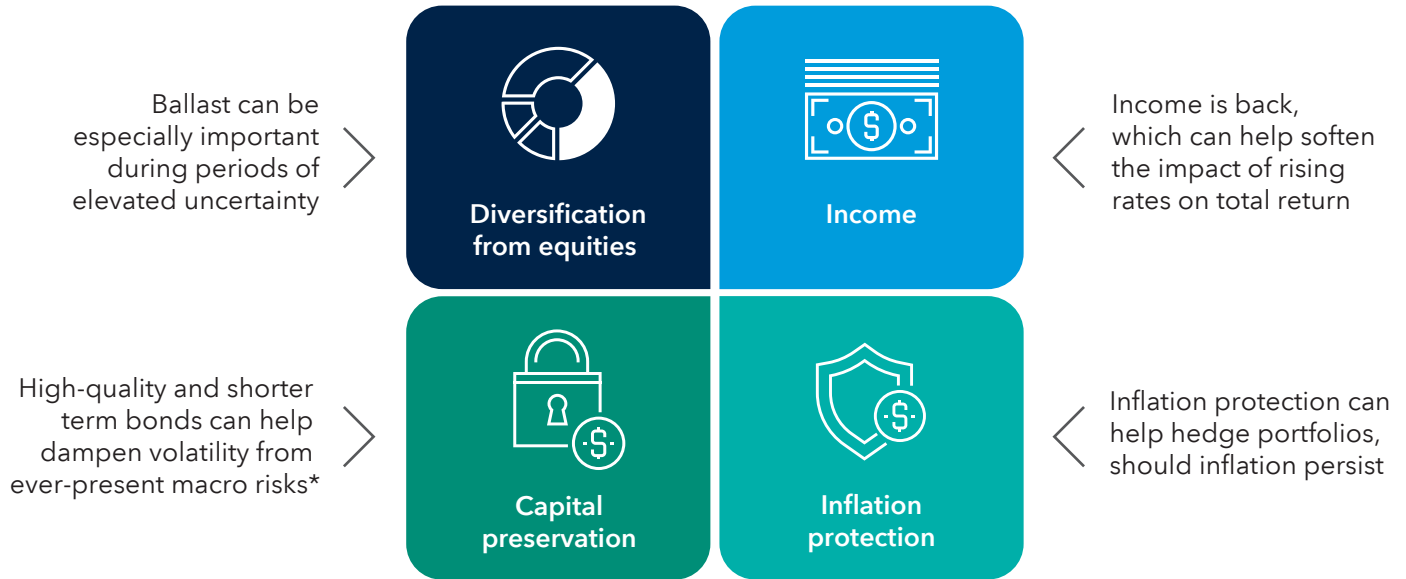 Ballast can be
especially important
during periods of
elevated uncertainty
Diversification
from equities
$
Income
Income is back,
which can help soften
the impact of rising
rates on total return
High-quality and shorter
term bonds can help
dampen volatility from
ever-present macro risks*
$
Capital
preservation
$
Inflation
protection
Inflation protection can
help hedge portfolios,
should inflation persist